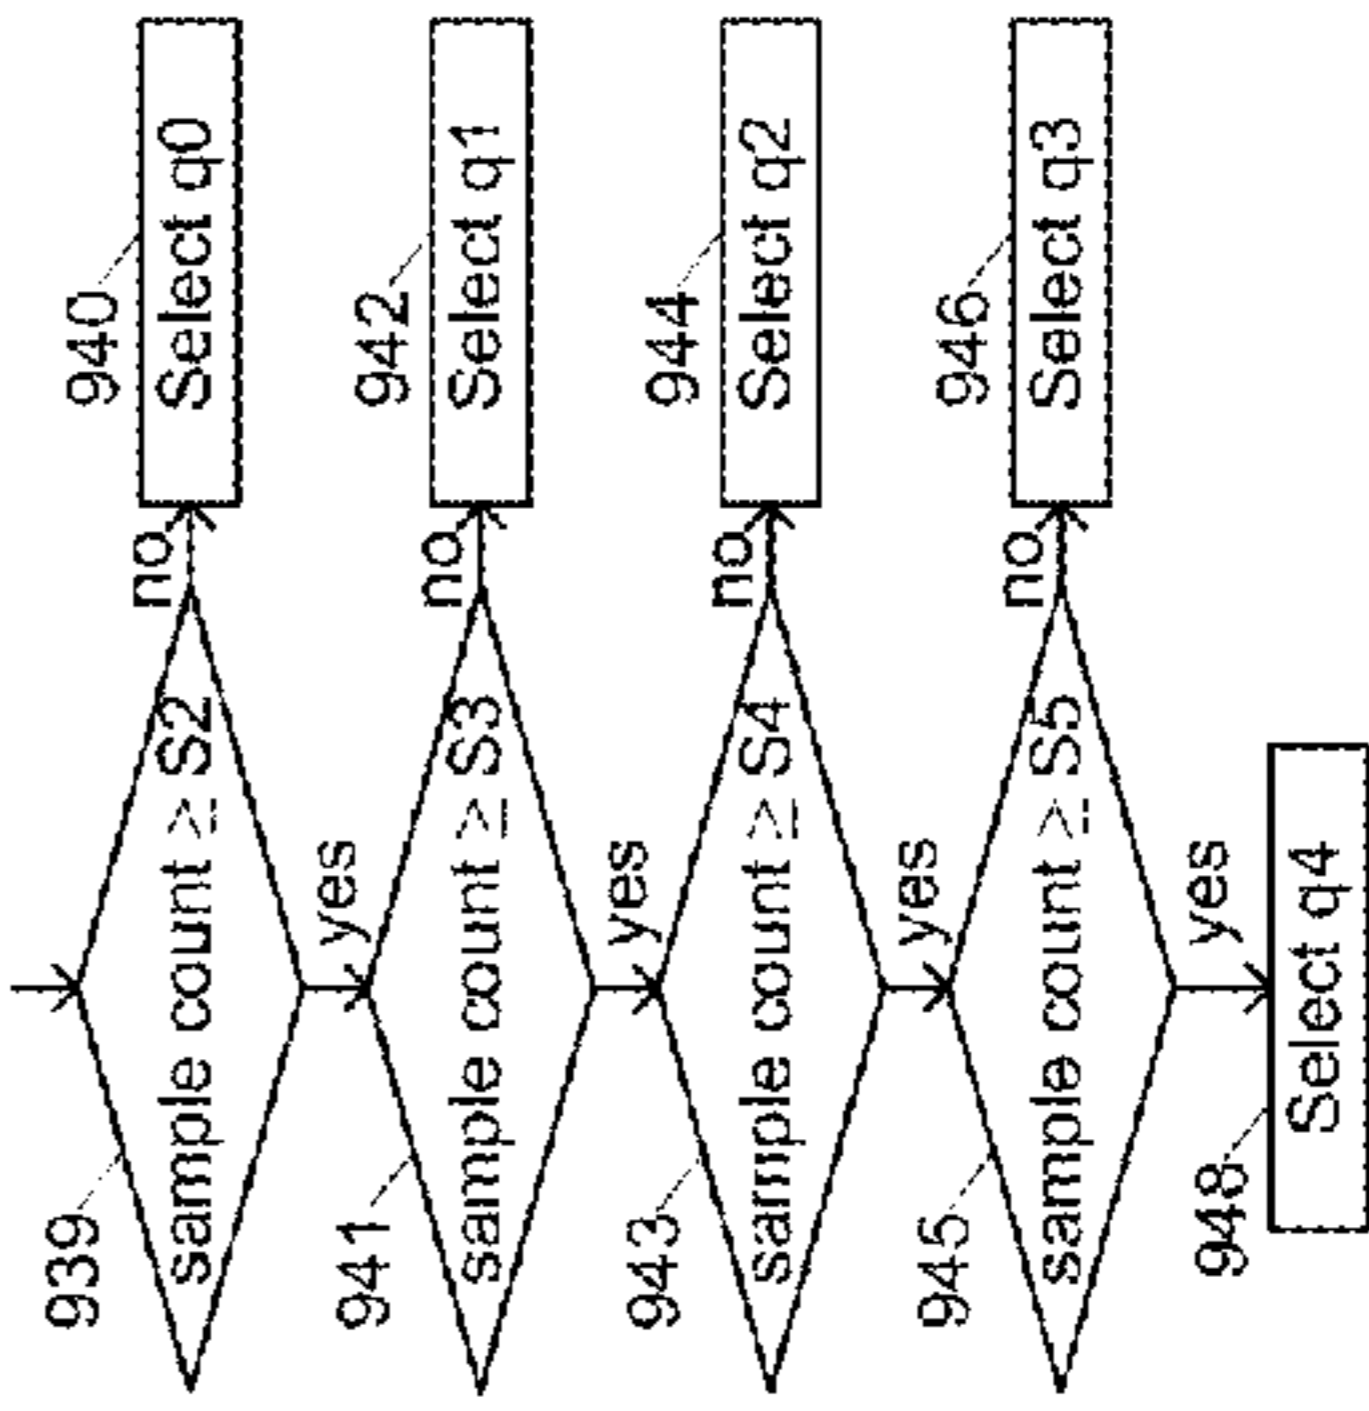 939
sample count ≥ S2
no
940
Select q0
yes
941
sample count ≥ S3
no
942
Select q1
yes
943
sample count ≥ S4
no
944
Select q2
yes
945
sample count ≥ S5
no
946
Select q3
yes
948
Select q4